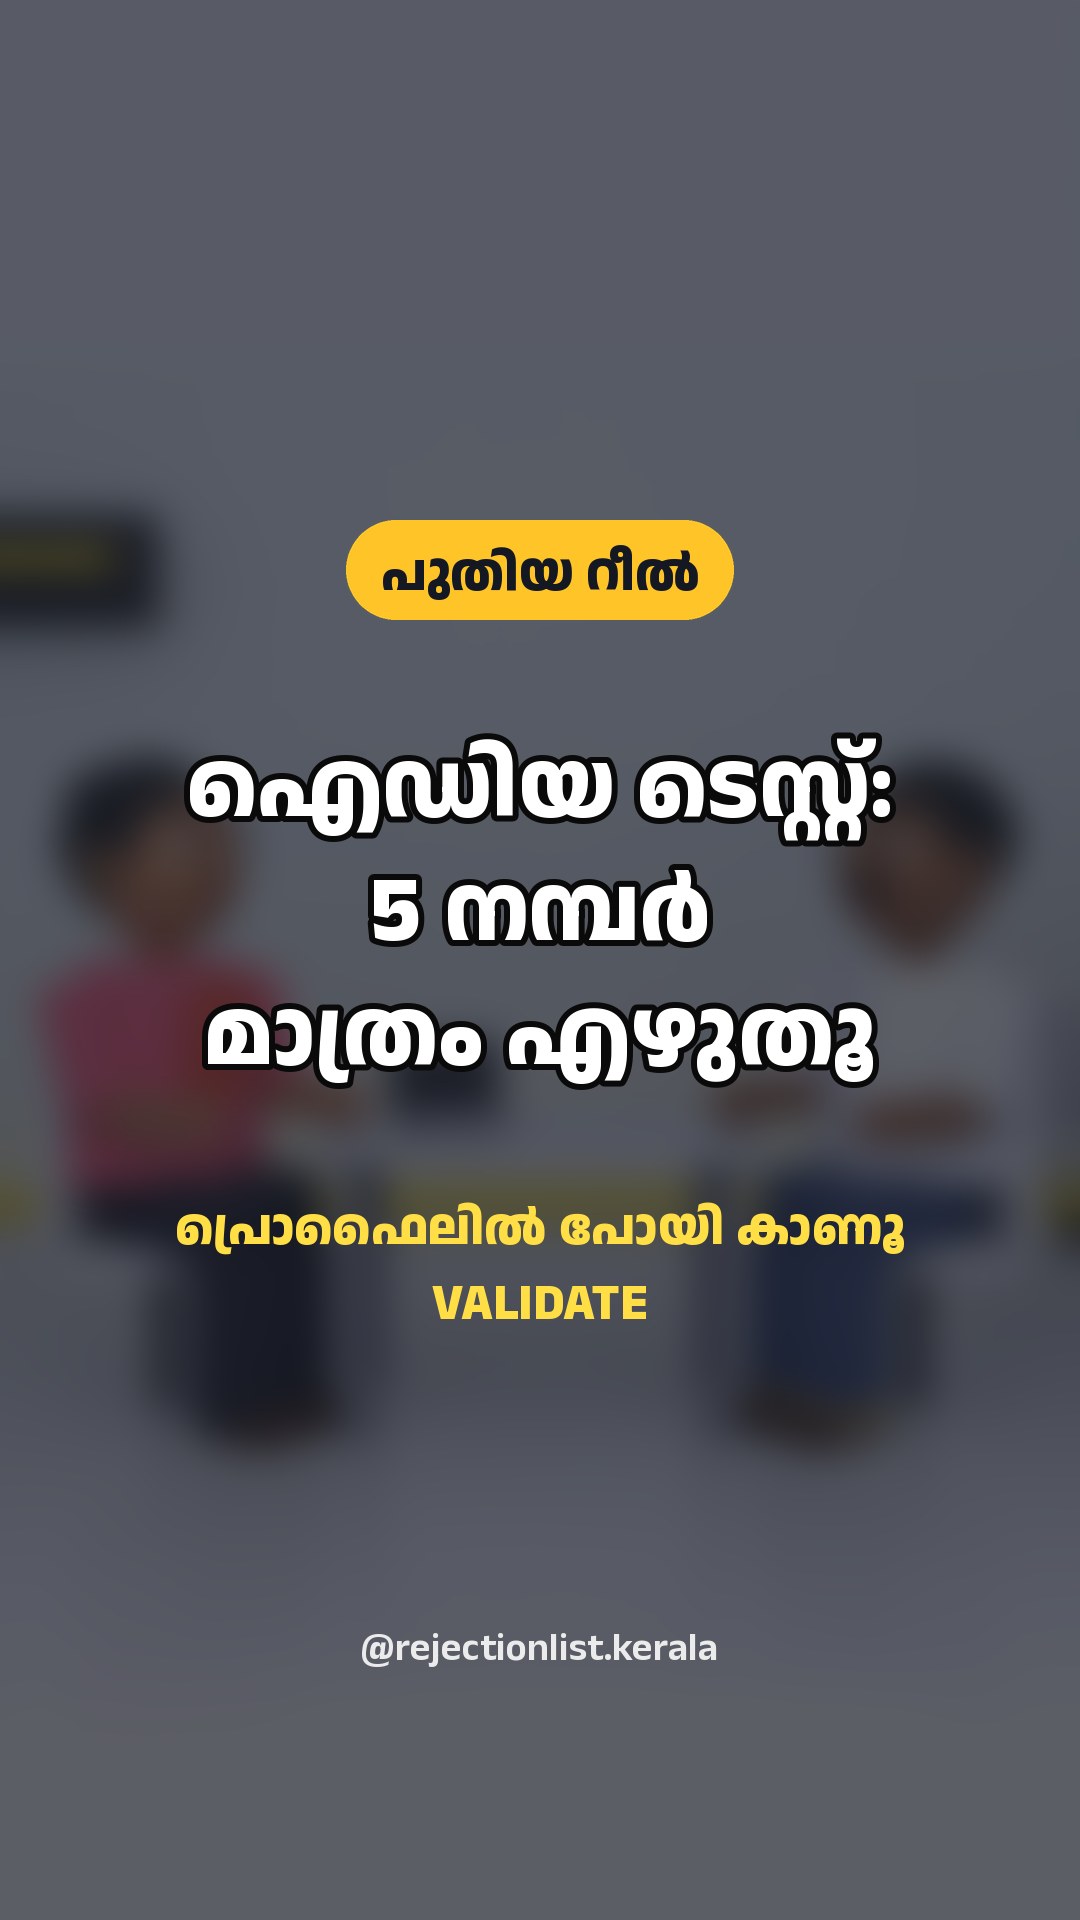 പുതിയ റീൽ
ഐഡിയ ടെസ്റ്റ്:
5 നമ്പർ
മാത്രം എഴുതൂ
പ്രൊഫൈലിൽ പോയി കാണൂ
VALIDATE
@rejectionlist.kerala